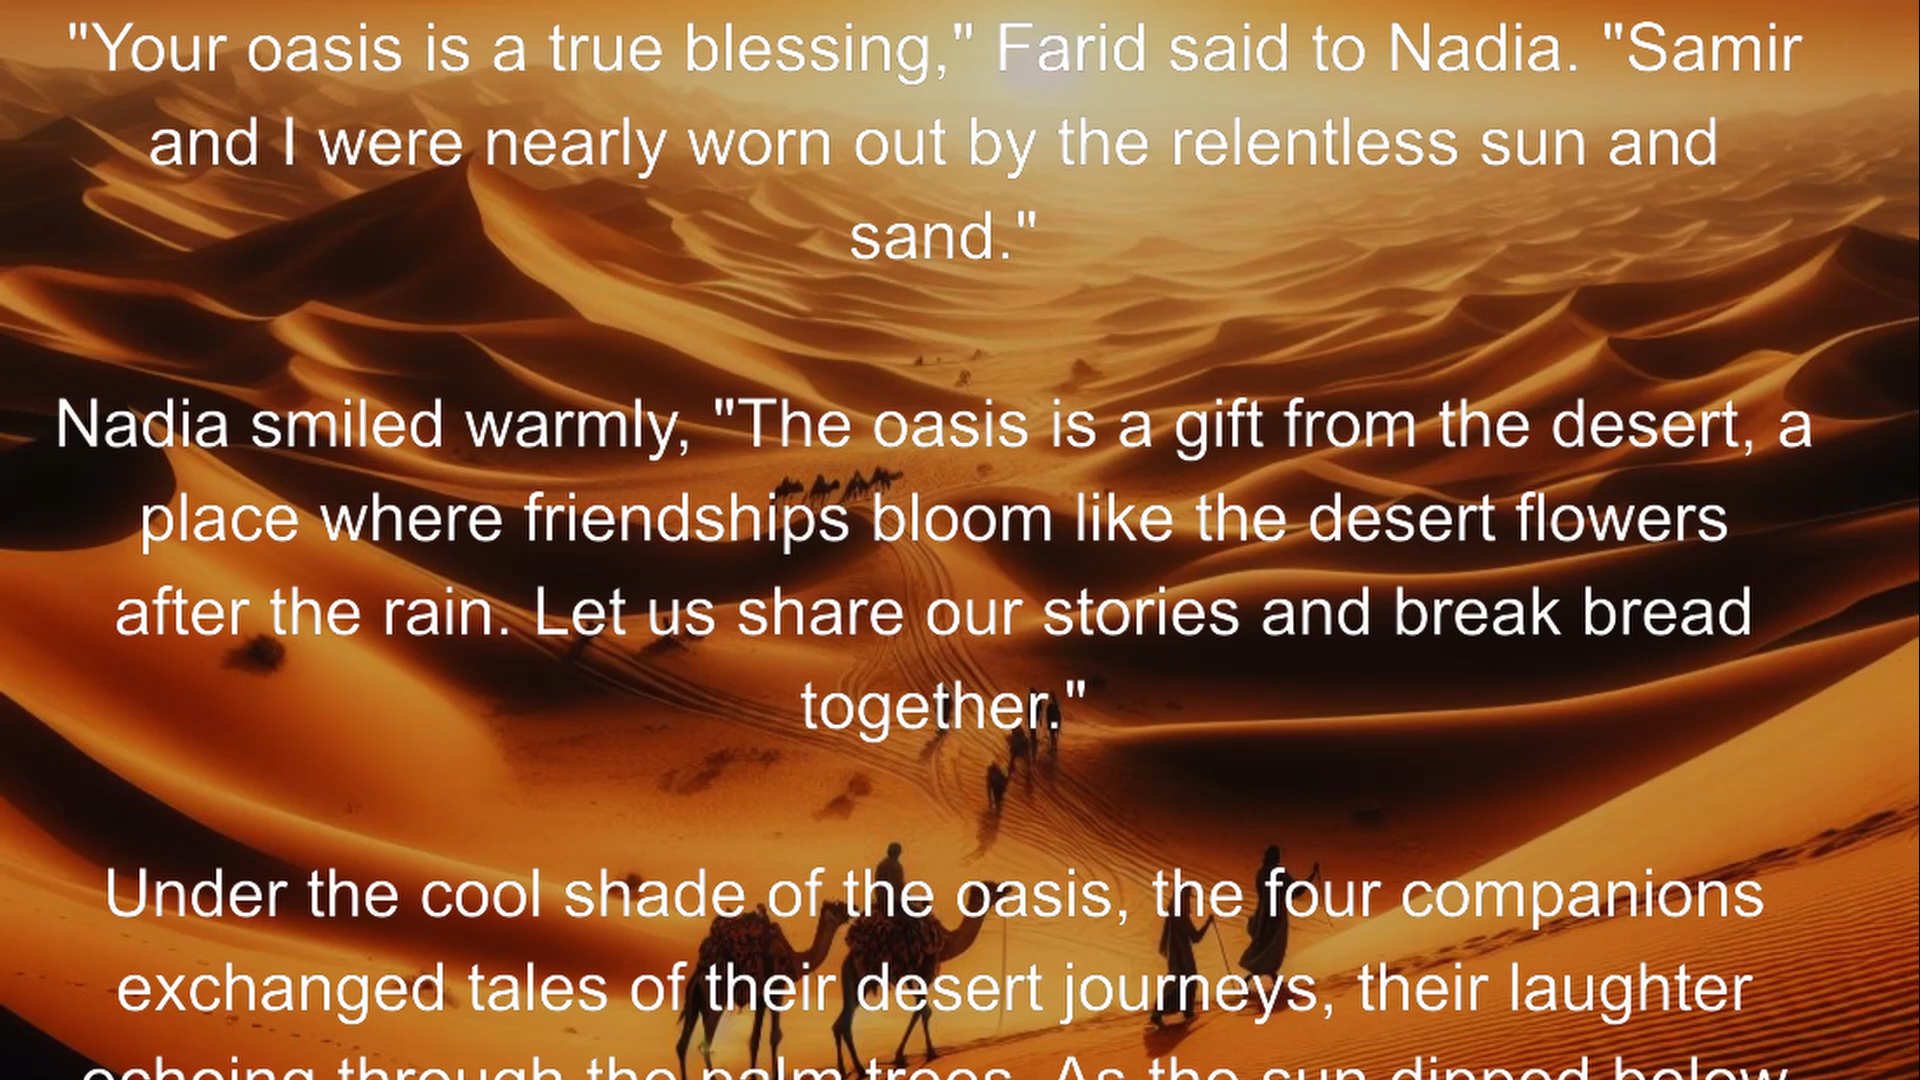 "Your oasis is a true blessing," Farid said to Nadia. "Samir
and I were nearly worn out by the relentless sun and
sand."
Nadia smiled warmly, "The oasis is a gift from the desert, a
place where friendships bloom like the desert flowers
after the rain. Let us share our stories and break bread
together."
Under the cool shade of the oasis, the four companions
exchanged tales of their desert journeys, their laughter
echoing through the palm trees. As the sun dipped below